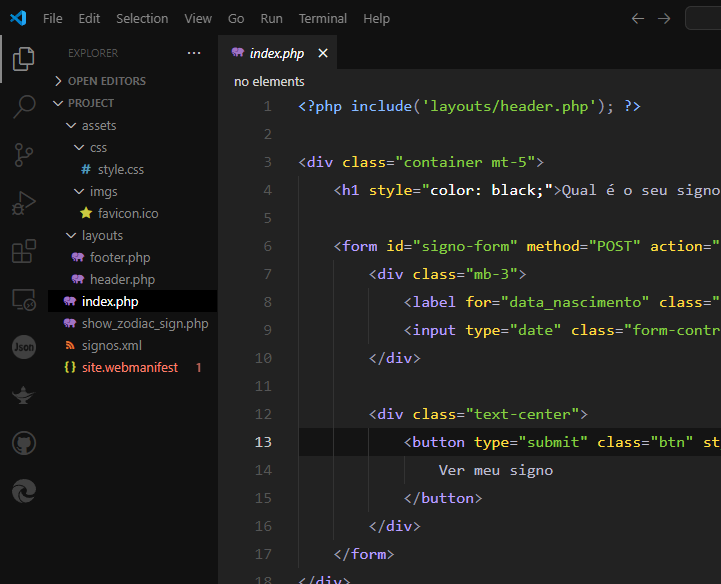 File Edit Selection View Go Run Terminal Help
EXPLORER ...
OPEN EDITORS
PROJECT
assets
css
# style.css
imgs
favicon.ico
layouts
footer.php
header.php
index.php
show_zodiac_sign.php
signos.xml
{} site.webmanifest 1
Json
index.php
no elements
1 <?php include('layouts/header.php'); ?>
2
3 <div class="container mt-5">
4 <h1 style="color: black;">Qual é o seu signo
5
6 <form id="signo-form" method="POST" action="
7 <div class="mb-3">
8 <label for="data_nascimento" class="
9 <input type="date" class="form-contr
10 </div>
11
12 <div class="text-center">
13 <button type="submit" class="btn" st
14 Ver meu signo
15 </button>
16 </div>
17 </form>
18 </div>